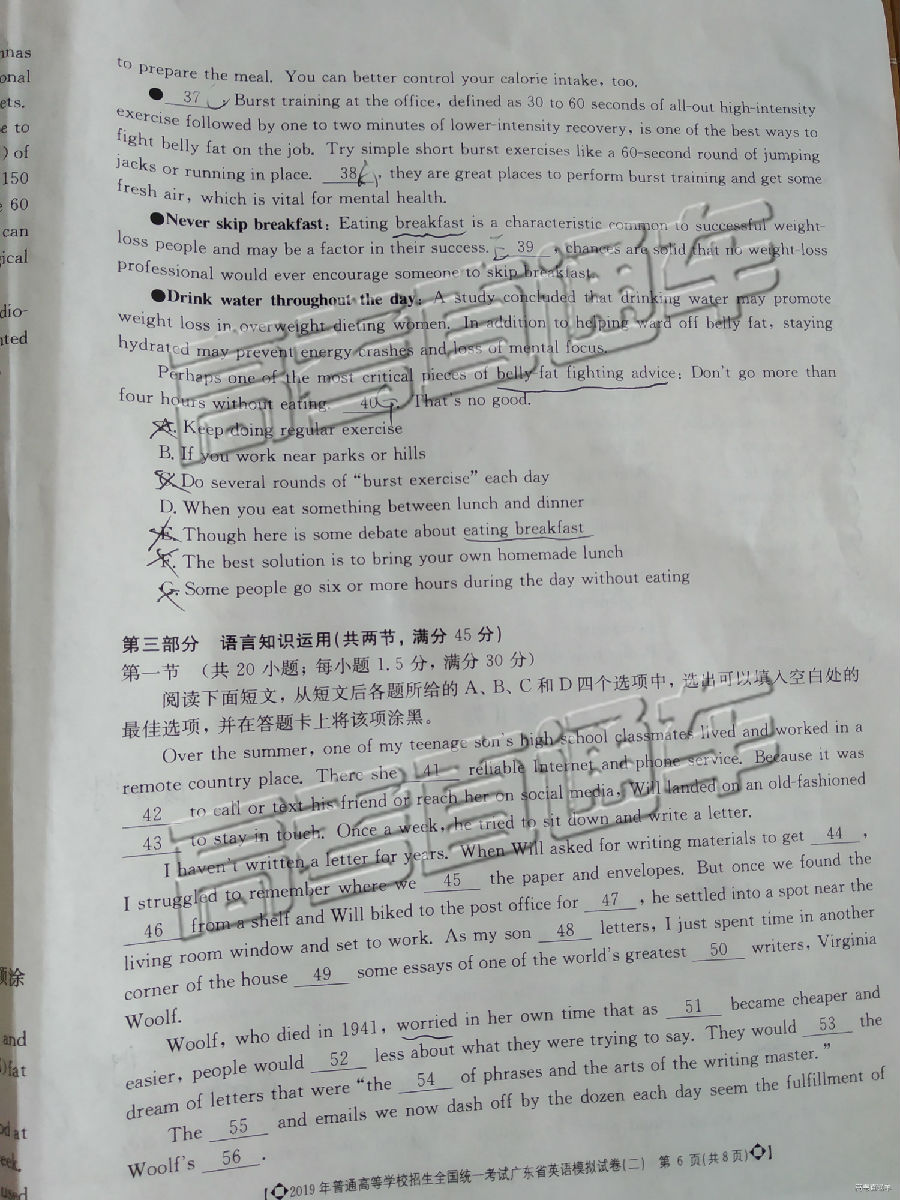 to prepare the meal. You can better control your calorie intake, too.
● 37 Burst training at the office, defined as 30 to 60 seconds of all-out high-intensity
exercise followed by one to two minutes of lower-intensity recovery, is one of the best ways to
fight belly fat on the job. Try simple short burst exercises like a 60-second round of jumping
jacks or running in place. 38 , they are great places to perform burst training and get some
fresh air, which is vital for mental health.
●Never skip breakfast: Eating breakfast is a characteristic common to successful weight-
loss people and may be a factor in their success. 39 , chances are solid that no weight-loss
professional would ever encourage someone to skip breakfast.
●Drink water throughout the day: A study concluded that drinking water may promote
weight loss in overweight dieting women. In addition to helping ward off belly fat, staying
hydrated may prevent energy crashes and loss of mental focus.
Perhaps one of the most critical pieces of belly-fat fighting advice: Don't go more than
four hours without eating. 40 . That's no good.
A. Keep doing regular exercise
B. If you work near parks or hills
C. Do several rounds of "burst exercise" each day
D. When you eat something between lunch and dinner
E. Though here is some debate about eating breakfast
F. The best solution is to bring your own homemade lunch
G. Some people go six or more hours during the day without eating
第三部分 语言知识运用(共两节，满分 45 分)
第一节 (共 20 小题；每小题 1.5 分，满分 30 分)
阅读下面短文，从短文后各题所给的 A、B、C 和 D 四个选项中，选出可以填入空白处的
最佳选项，并在答题卡上将该项涂黑。
Over the summer, one of my teenage son's high school classmates lived and worked in a
remote country place. There she 41 reliable Internet and phone service. Because it was
42 to call or text his friend or reach her on social media, Will landed on an old-fashioned
43 to stay in touch. Once a week, he tried to sit down and write a letter.
I haven't written a letter for years. When Will asked for writing materials to get 44 ,
I struggled to remember where we 45 the paper and envelopes. But once we found the
46 from a shelf and Will biked to the post office for 47 , he settled into a spot near the
living room window and set to work. As my son 48 letters, I just spent time in another
corner of the house 49 some essays of one of the world's greatest 50 writers, Virginia
Woolf.
Woolf, who died in 1941, worried in her own time that as 51 became cheaper and
easier, people would 52 less about what they were trying to say. They would 53 the
dream of letters that were "the 54 of phrases and the arts of the writing master."
The 55 and emails we now dash off by the dozen each day seem the fulfillment of
Woolf's 56 .
【2019 年普通高等学校招生全国统一考试广东省英语模拟试卷(二) 第 6 页(共 8 页)】
高考直通车
高考直通车